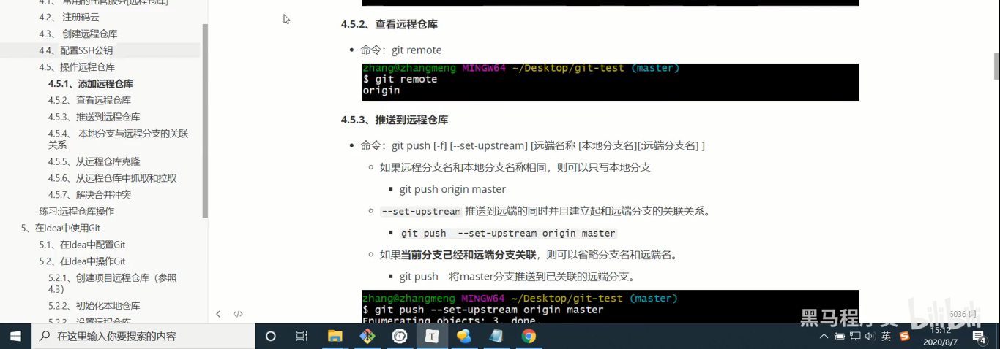 4.1、 常用的托管服务[远程仓库]
4.2、 注册码云
4.3、 创建远程仓库
4.4、 配置SSH公钥
4.5、 操作远程仓库
4.5.1、添加远程仓库
4.5.2、查看远程仓库
4.5.3、推送到远程仓库
4.5.4、 本地分支与远程分支的关联
关系
4.5.5、从远程仓库克隆
4.5.6、从远程仓库中抓取和拉取
4.5.7、解决合并冲突
练习:远程仓库操作
5、在Idea中使用Git
5.1、在Idea中配置Git
5.2、在Idea中操作Git
5.2.1、创建项目远程仓库（参照
4.3）
5.2.2、初始化本地仓库
5.2.3、设置远程仓库
4.5.2、查看远程仓库
命令：git remote
zhang@zhangmeng MINGW64 ~/Desktop/git-test (master)
$ git remote
origin
4.5.3、推送到远程仓库
命令：git push [-f] [--set-upstream] [远端名称 [本地分支名][:远端分支名] ]
如果远程分支名和本地分支名称相同，则可以只写本地分支
git push origin master
--set-upstream 推送到远端的同时并且建立起和远端分支的关联关系。
git push --set-upstream origin master
如果当前分支已经和远端分支关联，则可以省略分支名和远端名。
git push 将master分支推送到已关联的远端分支。
zhang@zhangmeng MINGW64 ~/Desktop/git-test (master)
$ git push --set-upstream origin master
Enumerating objects: 3, done.
6036 词
黑马程序员 bilibili
在这里输入你要搜索的内容
英
15:12
2020/8/7
4